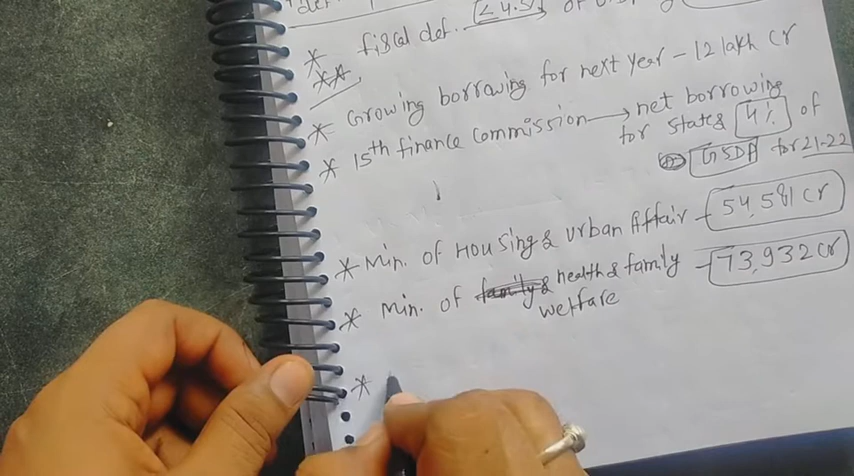 * fiscal def. <4.5% of
**
* Growing borrowing for next year - 12 lakh cr
* 15th finance commission → net borrowing
for states 4% of
GSDP for 21-22
* Min. of Housing & Urban Affair - 54,581 cr
* Min. of family & health & family - 73,932 cr
welfare
*